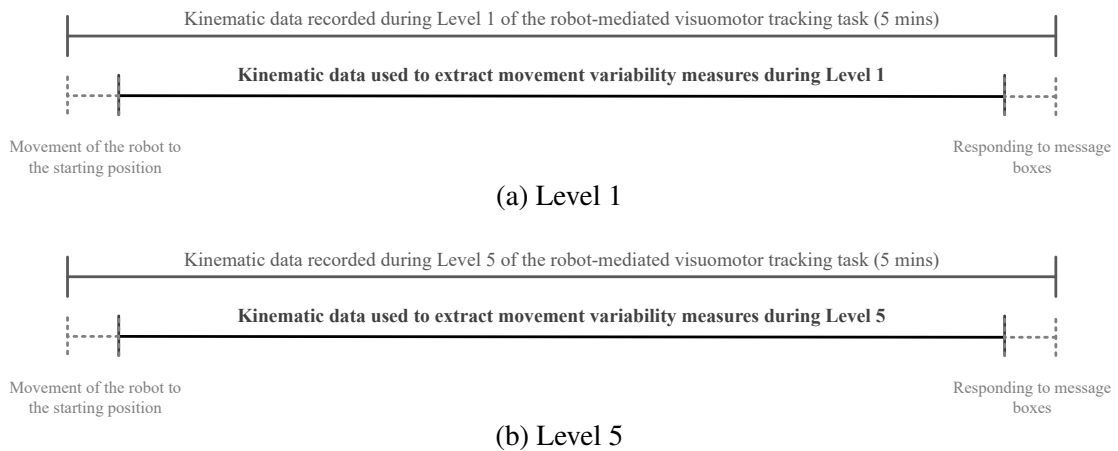 Kinematic data recorded during Level 1 of the robot-mediated visuomotor tracking task (5 mins)
Kinematic data used to extract movement variability measures during Level 1
Movement of the robot to
the starting position
Responding to message
boxes
(a) Level 1
Kinematic data recorded during Level 5 of the robot-mediated visuomotor tracking task (5 mins)
Kinematic data used to extract movement variability measures during Level 5
Movement of the robot to
the starting position
Responding to message
boxes
(b) Level 5